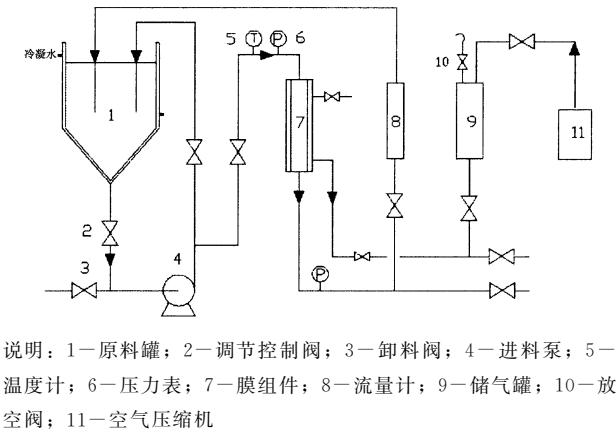 5 T P 6
冷凝水
10
1
7
8
9
11
2
4
3
P
说明：1－原料罐；2－调节控制阀；3－卸料阀；4－进料泵；5－
温度计；6－压力表；7－膜组件；8－流量计；9－储气罐；10－放
空阀；11－空气压缩机